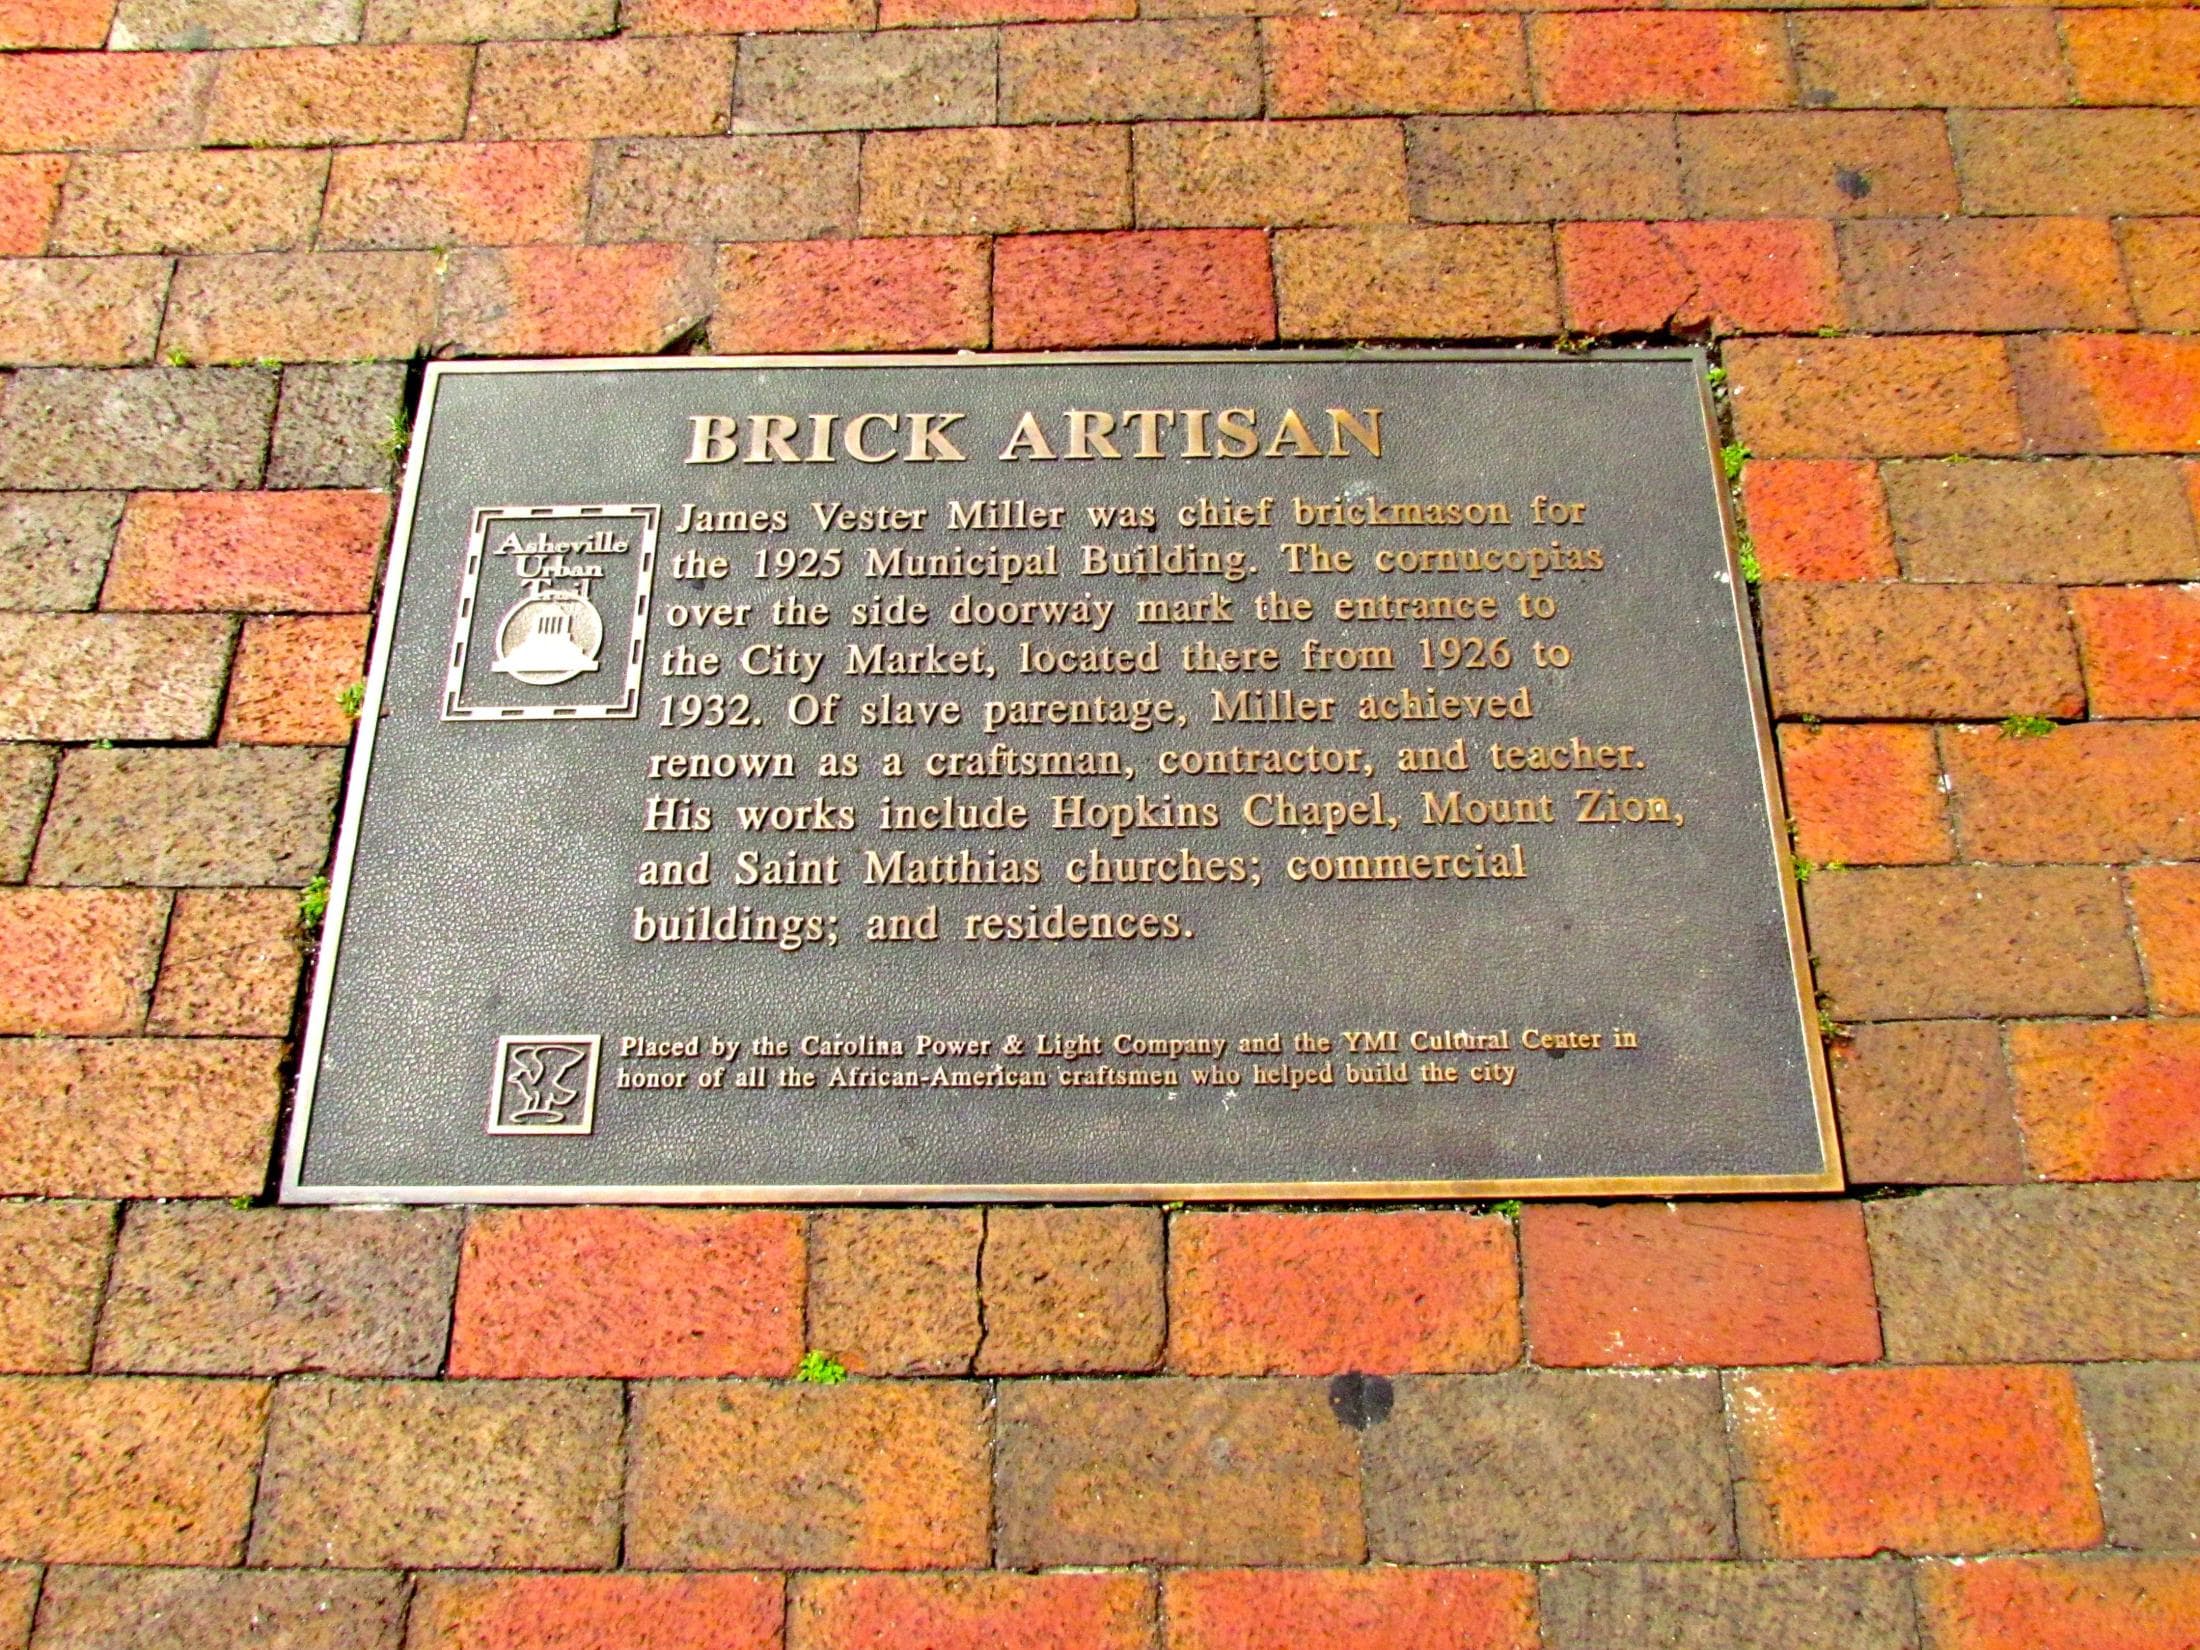 BRICK ARTISAN
Asheville
Urban
Trail
James Vester Miller was chief brickmason for
the 1925 Municipal Building. The cornucopias
over the side doorway mark the entrance to
the City Market, located there from 1926 to
1932. Of slave parentage, Miller achieved
renown as a craftsman, contractor, and teacher.
His works include Hopkins Chapel, Mount Zion,
and Saint Matthias churches; commercial
buildings; and residences.
Placed by the Carolina Power & Light Company and the YMI Cultural Center in
honor of all the African-American craftsmen who helped build the city